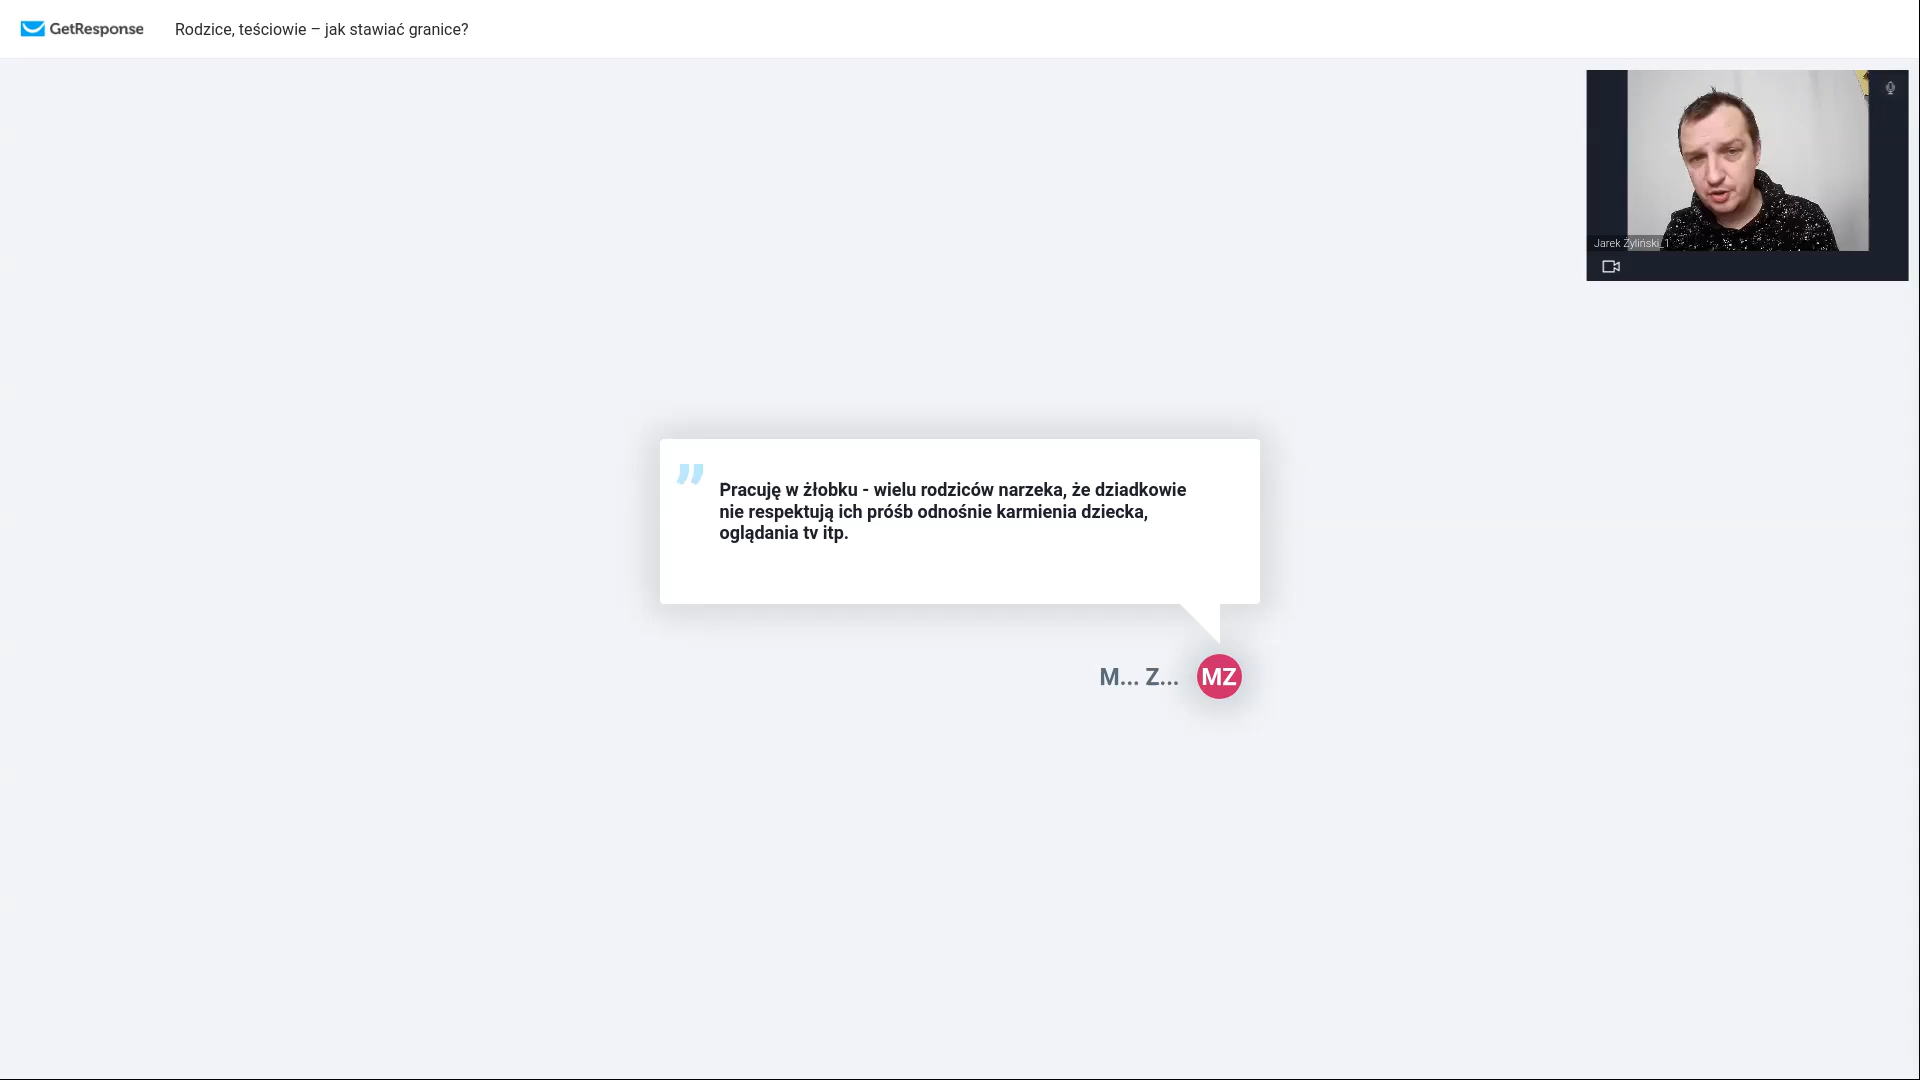 GetResponse
Rodzice, teściowie – jak stawiać granice?
Jarek Żyliński_1
Pracuję w żłobku - wielu rodziców narzeka, że dziadkowie
nie respektują ich próśb odnośnie karmienia dziecka,
oglądania tv itp.
M... Z...
MZ